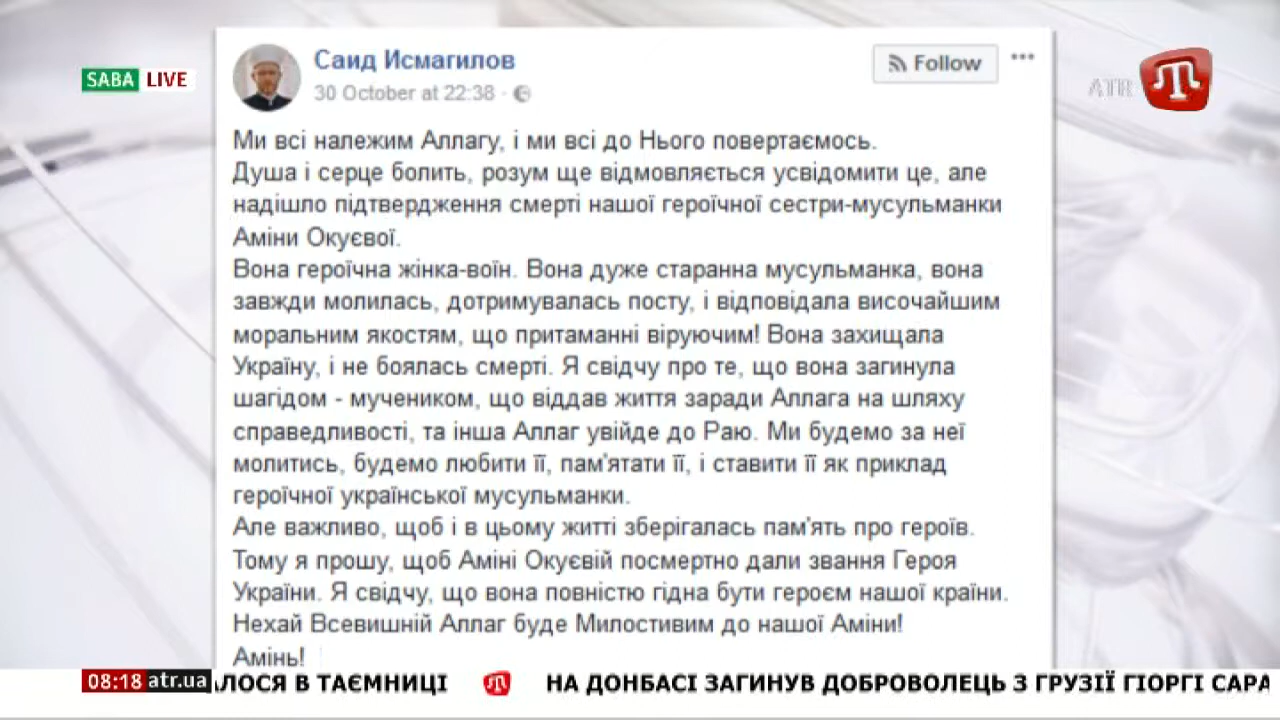 SABA LIVE
ATR
Саид Исмагилов
Follow
30 October at 22:38
Ми всі належим Аллагу, і ми всі до Нього повертаємось.
Душа і серце болить, розум ще відмовляється усвідомити це, але
надішло підтвердження смерті нашої героїчної сестри-мусульманки
Аміни Окуєвої.
Вона героїчна жінка-воїн. Вона дуже старанна мусульманка, вона
завжди молилась, дотримувалась посту, і відповідала височайшим
моральним якостям, що притаманні віруючим! Вона захищала
Україну, і не боялась смерті. Я свідчу про те, що вона загинула
шагідом - мучеником, що віддав життя заради Аллага на шляху
справедливості, та інша Аллаг увійде до Раю. Ми будемо за неї
молитись, будемо любити її, пам'ятати її, і ставити її як приклад
героїчної української мусульманки.
Але важливо, щоб і в цьому житті зберігалась пам'ять про героїв.
Тому я прошу, щоб Аміні Окуєвій посмертно дали звання Героя
України. Я свідчу, що вона повністю гідна бути героєм нашої країни.
Нехай Всевишній Аллаг буде Милостивим до нашої Аміни!
Амінь!
08:18 atr.ua ЛОСЯ В ТАЄМНИЦІ НА ДОНБАСІ ЗАГИНУВ ДОБРОВОЛЕЦЬ З ГРУЗІЇ ГІОРГІ САРА